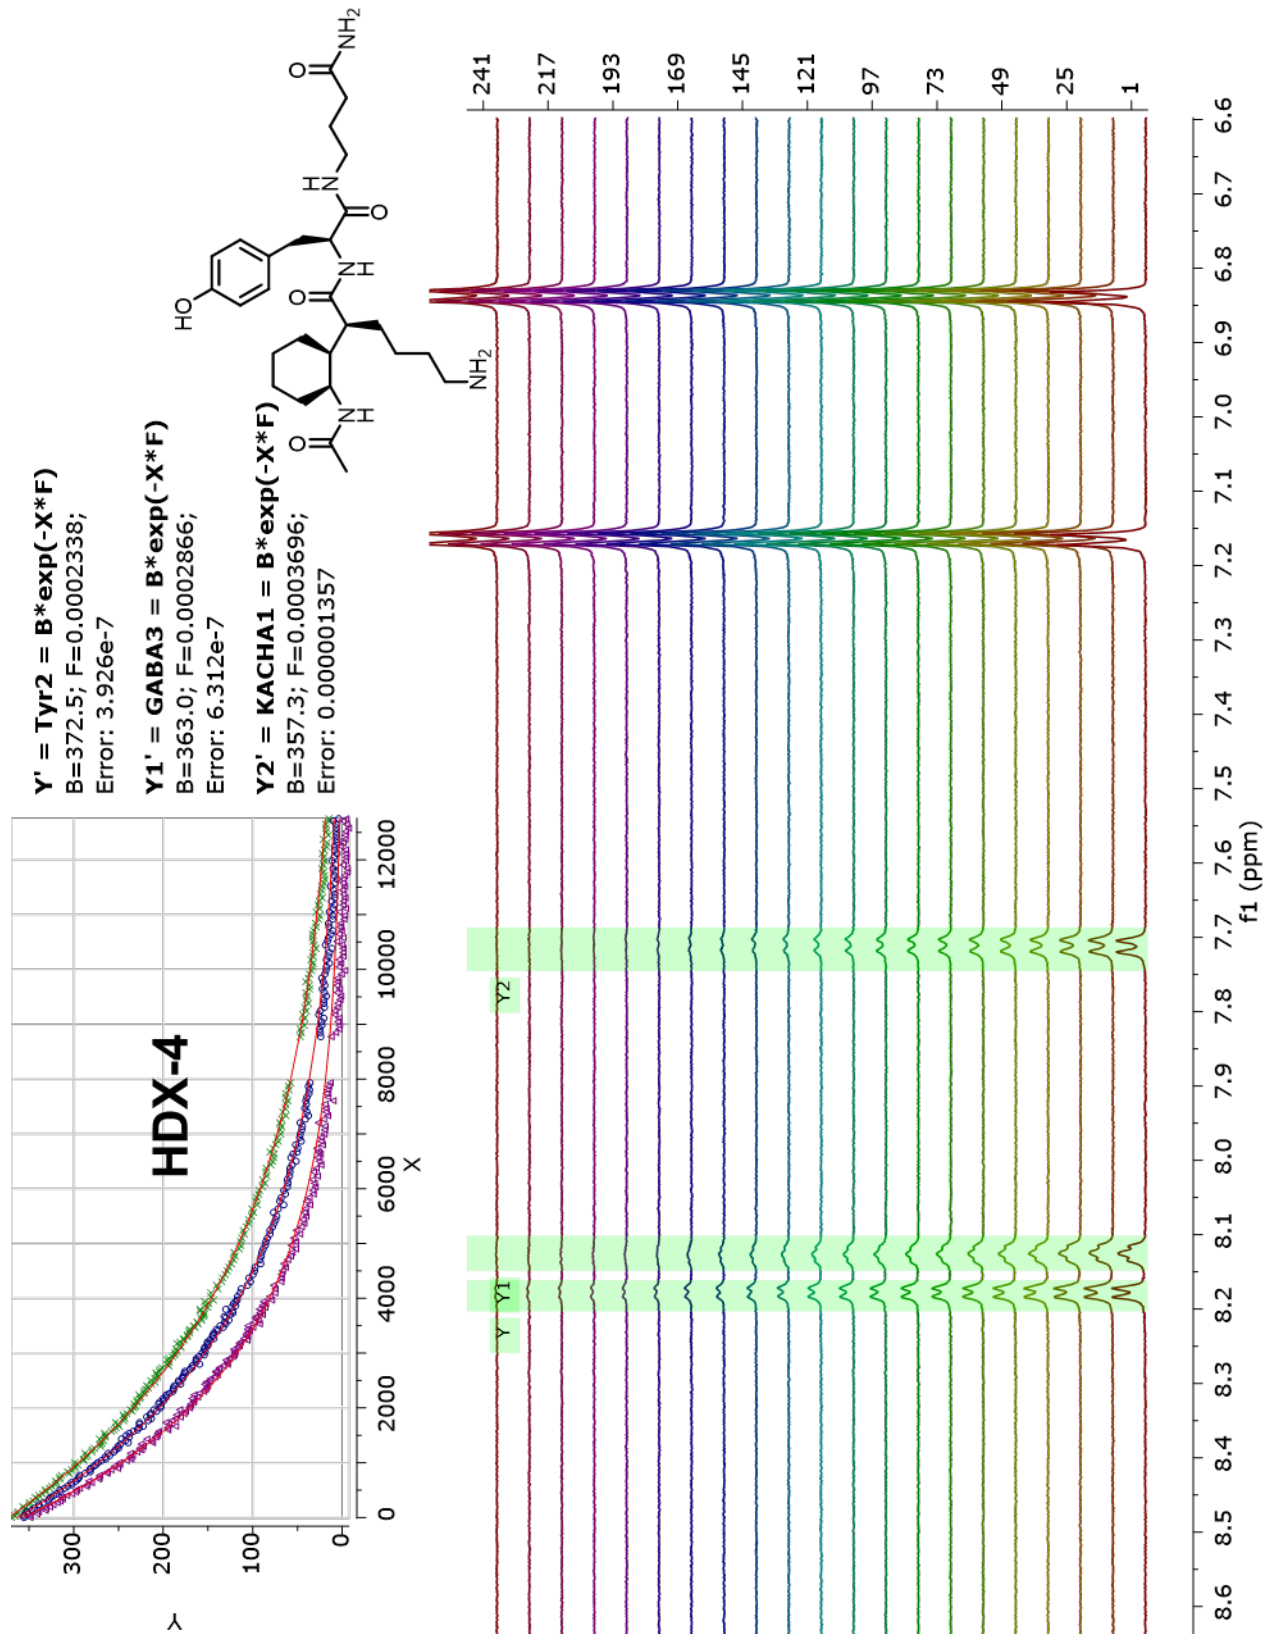 Y
300
200
100
0
HDX-4
0
2000
4000
6000
8000
10000
12000
X
Y' = Tyr2 = B*exp(-X*F)
B=372.5; F=0.0002338;
Error: 3.926e-7
Y1' = GABA3 = B*exp(-X*F)
B=363.0; F=0.0002866;
Error: 6.312e-7
Y2' = KACHA1 = B*exp(-X*F)
B=357.3; F=0.0003696;
Error: 0.000001357
HO
O
N
H
O
N
H
O
H
N
O
NH2
NH2
Y
Y1
Y2
241
217
193
169
145
121
97
73
49
25
1
8.6
8.5
8.4
8.3
8.2
8.1
8.0
7.9
7.8
7.7
7.6
7.5
7.4
7.3
7.2
7.1
7.0
6.9
6.8
6.7
6.6
f1 (ppm)